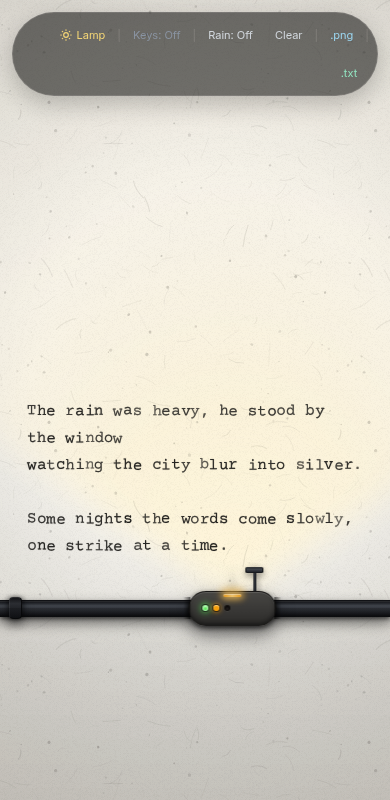 Lamp Keys: Off Rain: Off Clear .png
.txt
The rain was heavy, he stood by
the window
watching the city blur into silver.
Some nights the words come slowly,
one strike at a time.